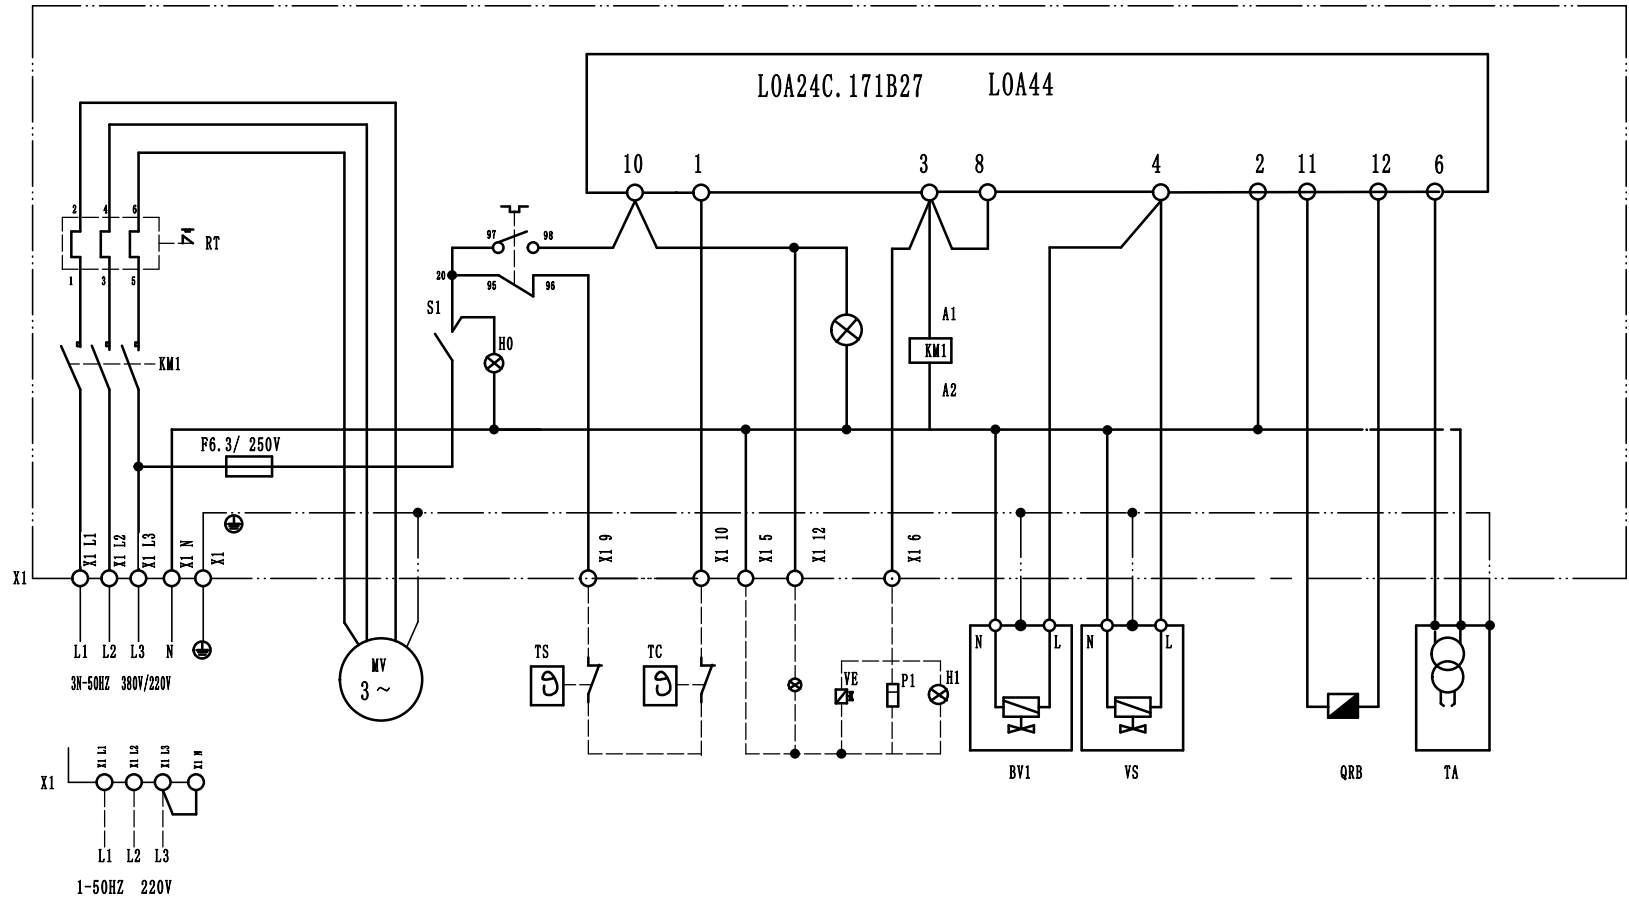 LOA24C.171B27 LOA44
10 1 3 8 4 2 11 12 6
2 4 6
RT
1 3 5
97 98
20 95 96
S1
H0
A1
KM1
A2
KM1
F6.3/ 250V
X1 L1 X1 L2 X1 L3 X1 N X1 X1 9 X1 10 X1 5 X1 12 X1 6
X1
L1 L2 L3 N
3N-50HZ 380V/220V
MV
3 ~
TS TC
VE P1 H1
N L N L
BV1 VS QRB TA
X1 L1 X1 L2 X1 L3 X1 N
X1
L1 L2 L3
1-50HZ 220V